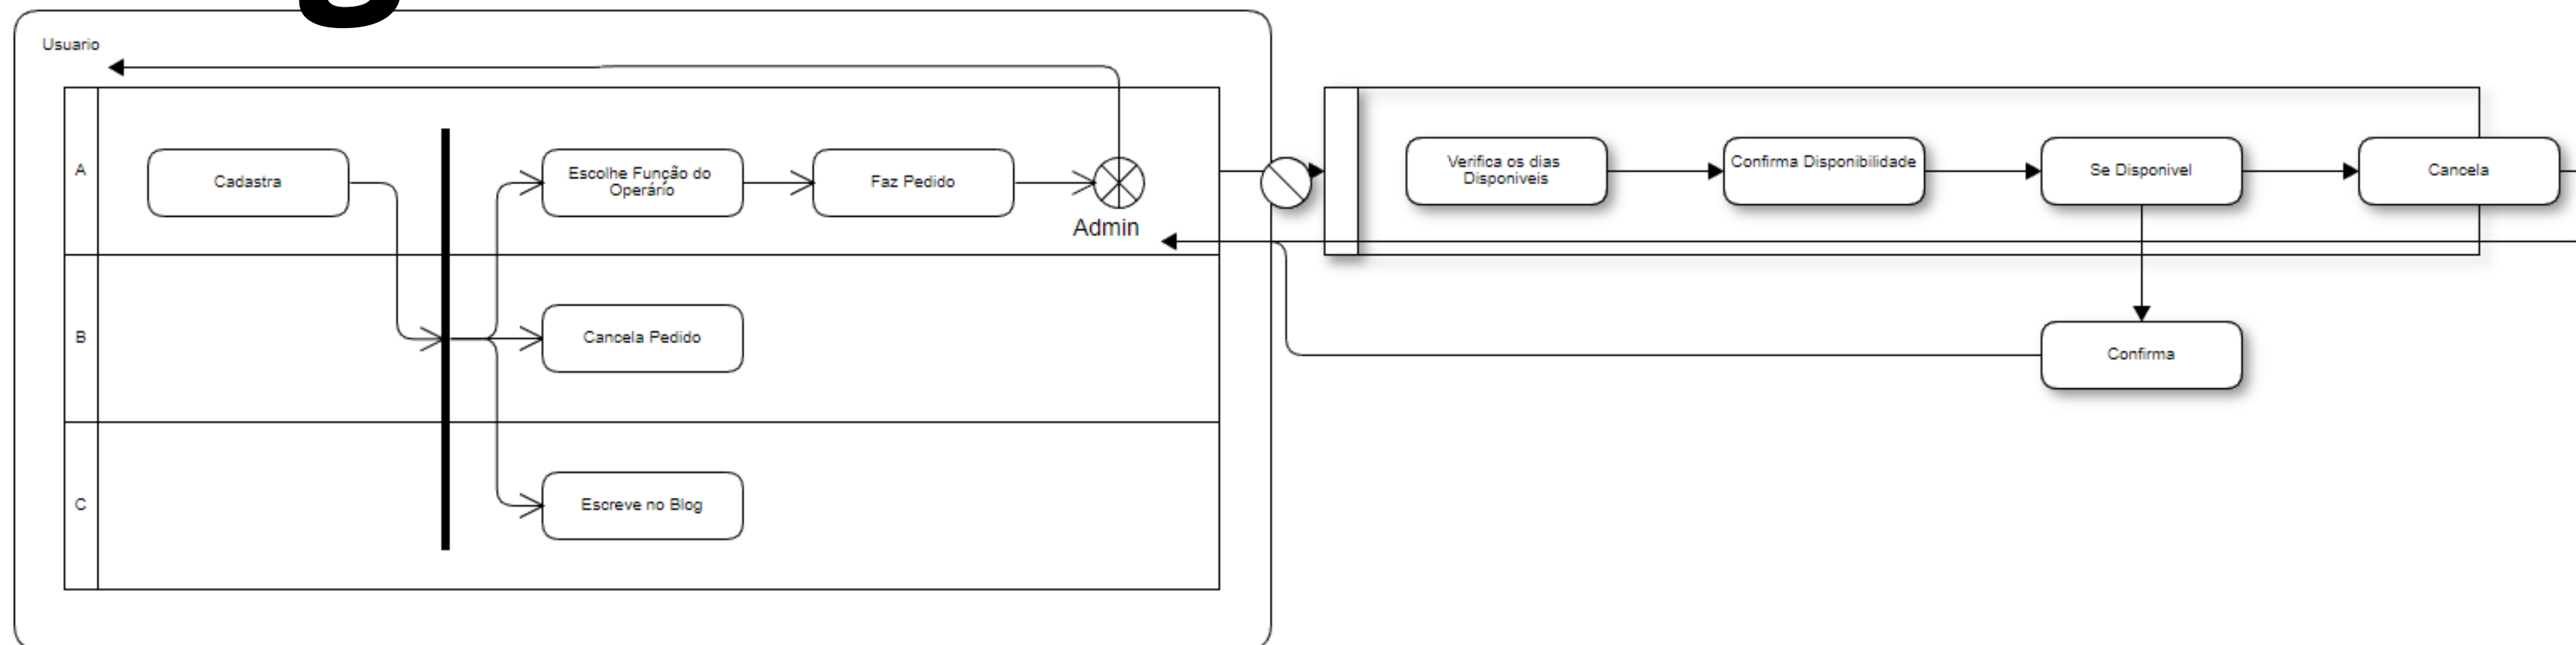 Usuario
A
Cadastra
Escolhe Função do
Operário
Faz Pedido
Admin
Verifica os dias
Disponiveis
Confirma Disponibilidade
Se Disponivel
Cancela
B
Cancela Pedido
Confirma
C
Escreve no Blog